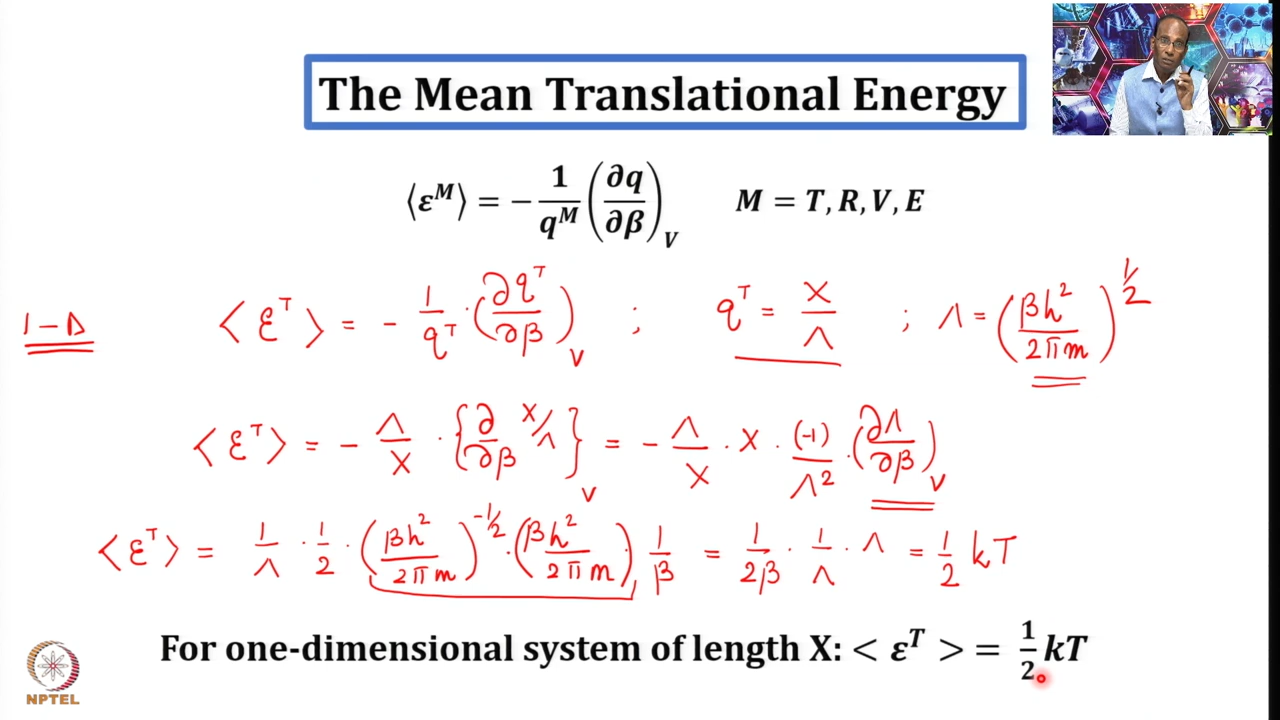 The Mean Translational Energy
⟨ε^M⟩ = − 1/q^M (∂q/∂β)_V M = T, R, V, E
1-D ⟨ε^T⟩ = − 1/q^T · (∂q^T/∂β)_V ; q^T = X/Λ ; Λ = (βh²/2πm)^1/2
⟨ε^T⟩ = − Λ/X · {∂/∂β X/Λ}_V = − Λ/X · X · (-1)/Λ² · (∂Λ/∂β)_V
⟨ε^T⟩ = 1/Λ · 1/2 · (βh²/2πm)^-1/2 · (βh²/2πm) · 1/β = 1/2β · 1/Λ · Λ = 1/2 kT
For one-dimensional system of length X: < ε^T > = 1/2 kT
NPTEL